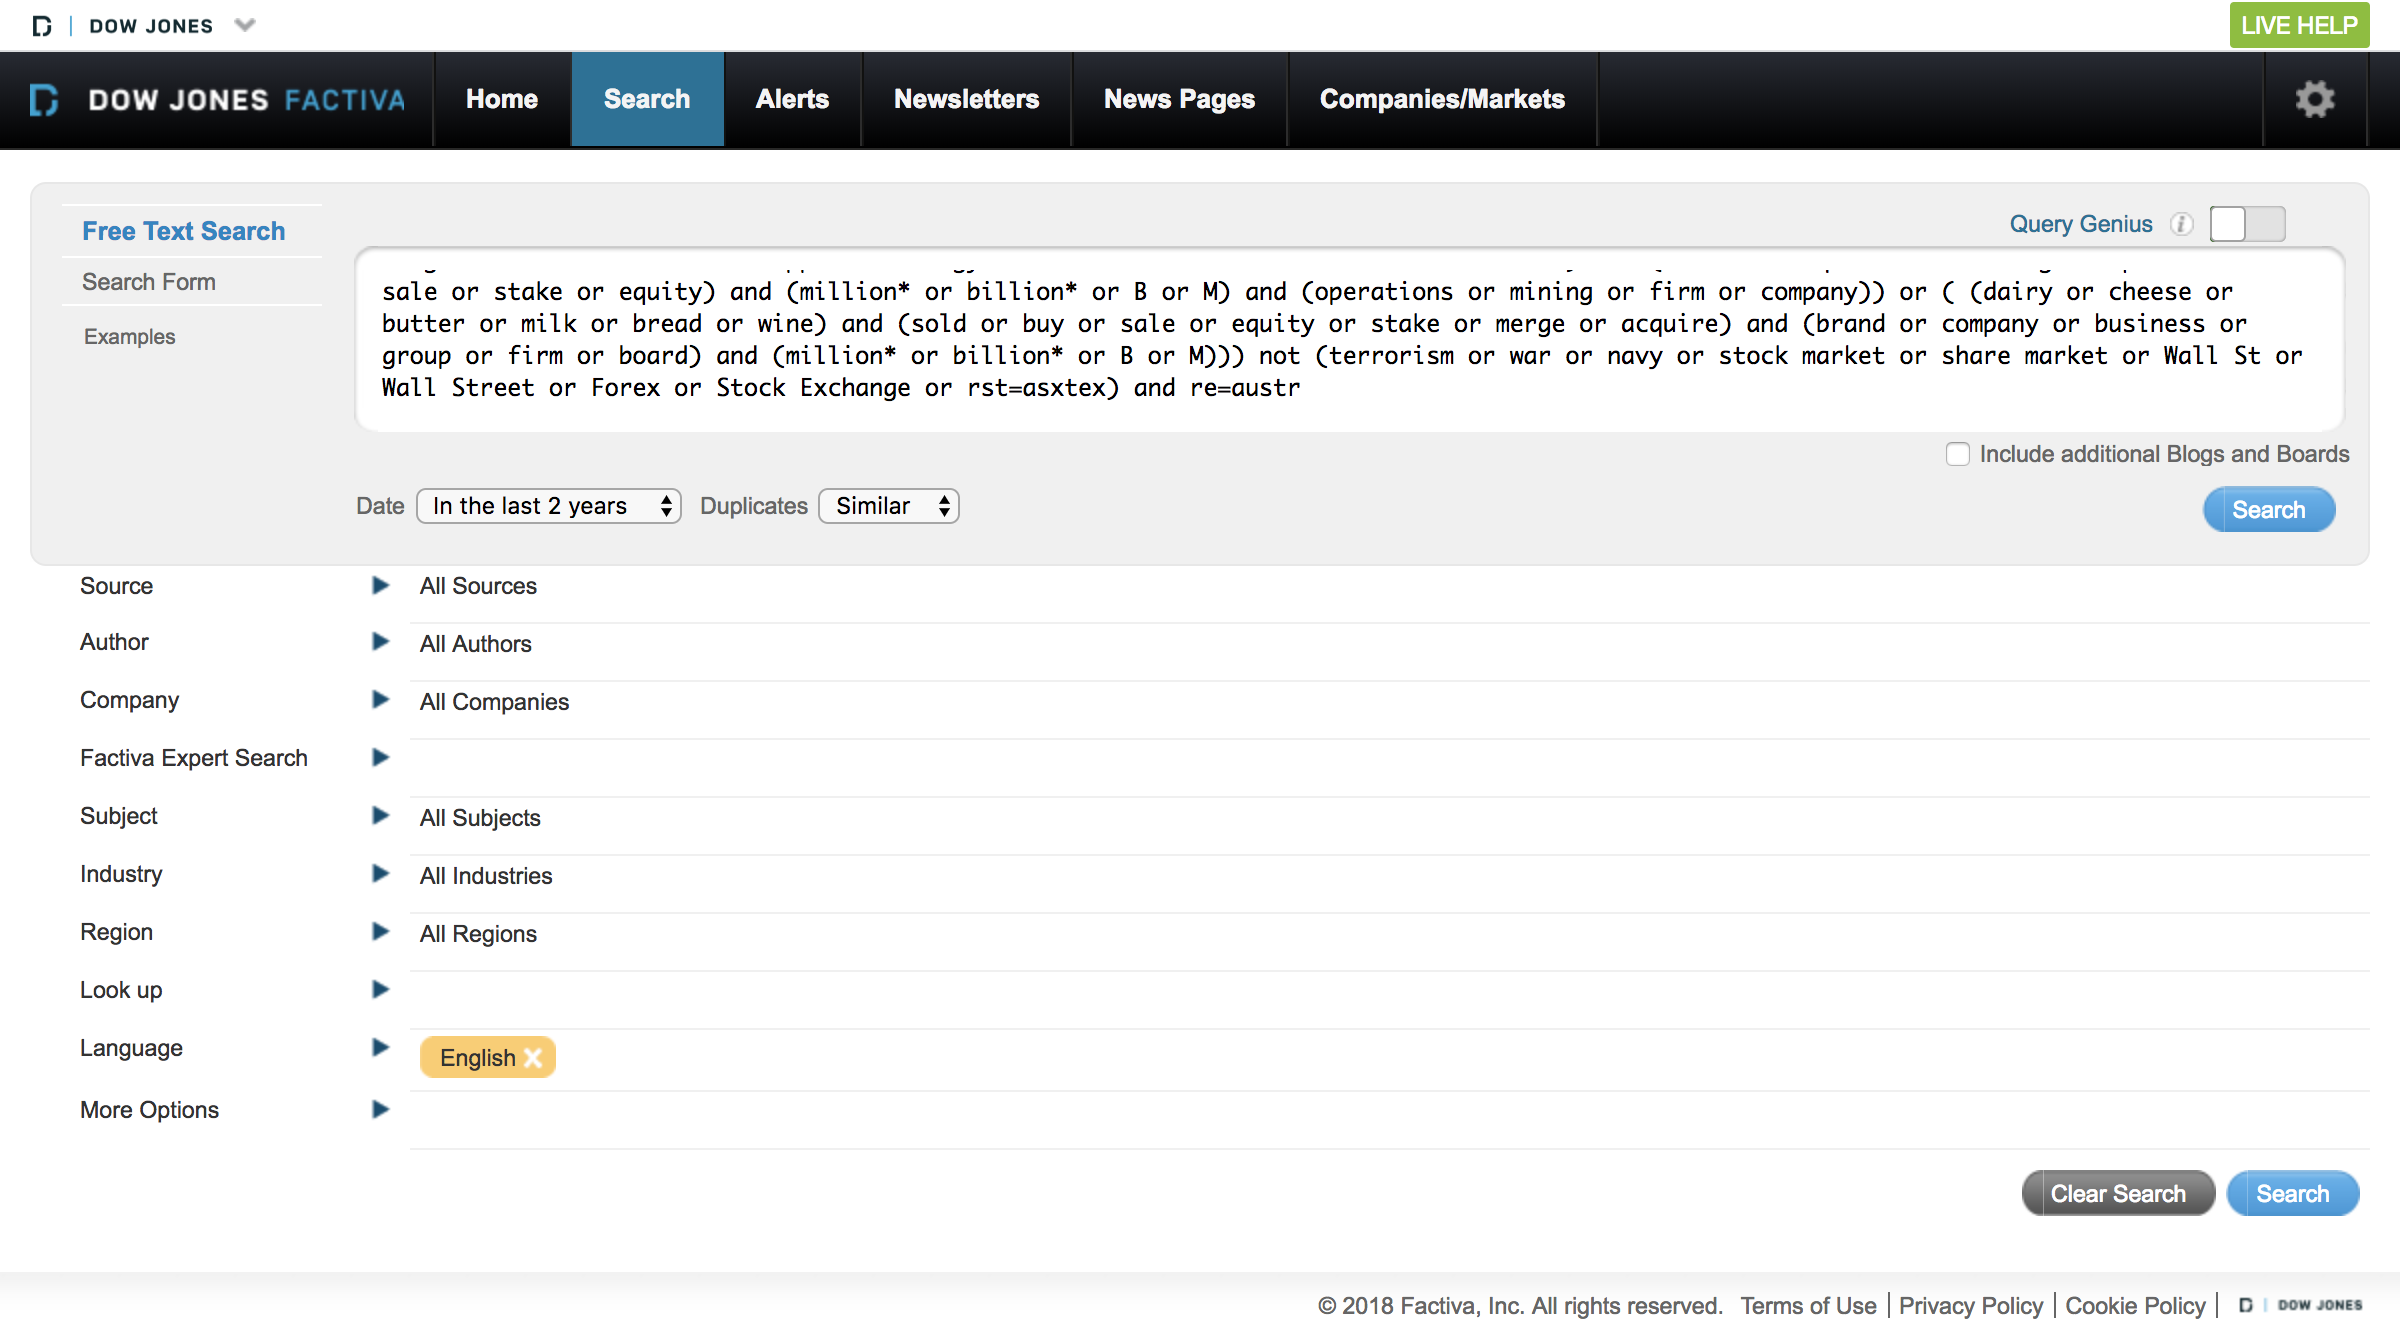 DOW JONES
LIVE HELP
DOW JONES FACTIVA
Home
Search
Alerts
Newsletters
News Pages
Companies/Markets
Free Text Search
Search Form
Examples
Query Genius
sale or stake or equity) and (million* or billion* or B or M) and (operations or mining or firm or company)) or ( (dairy or cheese or
butter or milk or bread or wine) and (sold or buy or sale or equity or stake or merge or acquire) and (brand or company or business or
group or firm or board) and (million* or billion* or B or M))) not (terrorism or war or navy or stock market or share market or Wall St or
Wall Street or Forex or Stock Exchange or rst=asxtex) and re=austr
Include additional Blogs and Boards
Date In the last 2 years Duplicates Similar
Search
Source All Sources
Author All Authors
Company All Companies
Factiva Expert Search
Subject All Subjects
Industry All Industries
Region All Regions
Look up
Language English
More Options
Clear Search Search
© 2018 Factiva, Inc. All rights reserved. Terms of Use | Privacy Policy | Cookie Policy | DOW JONES